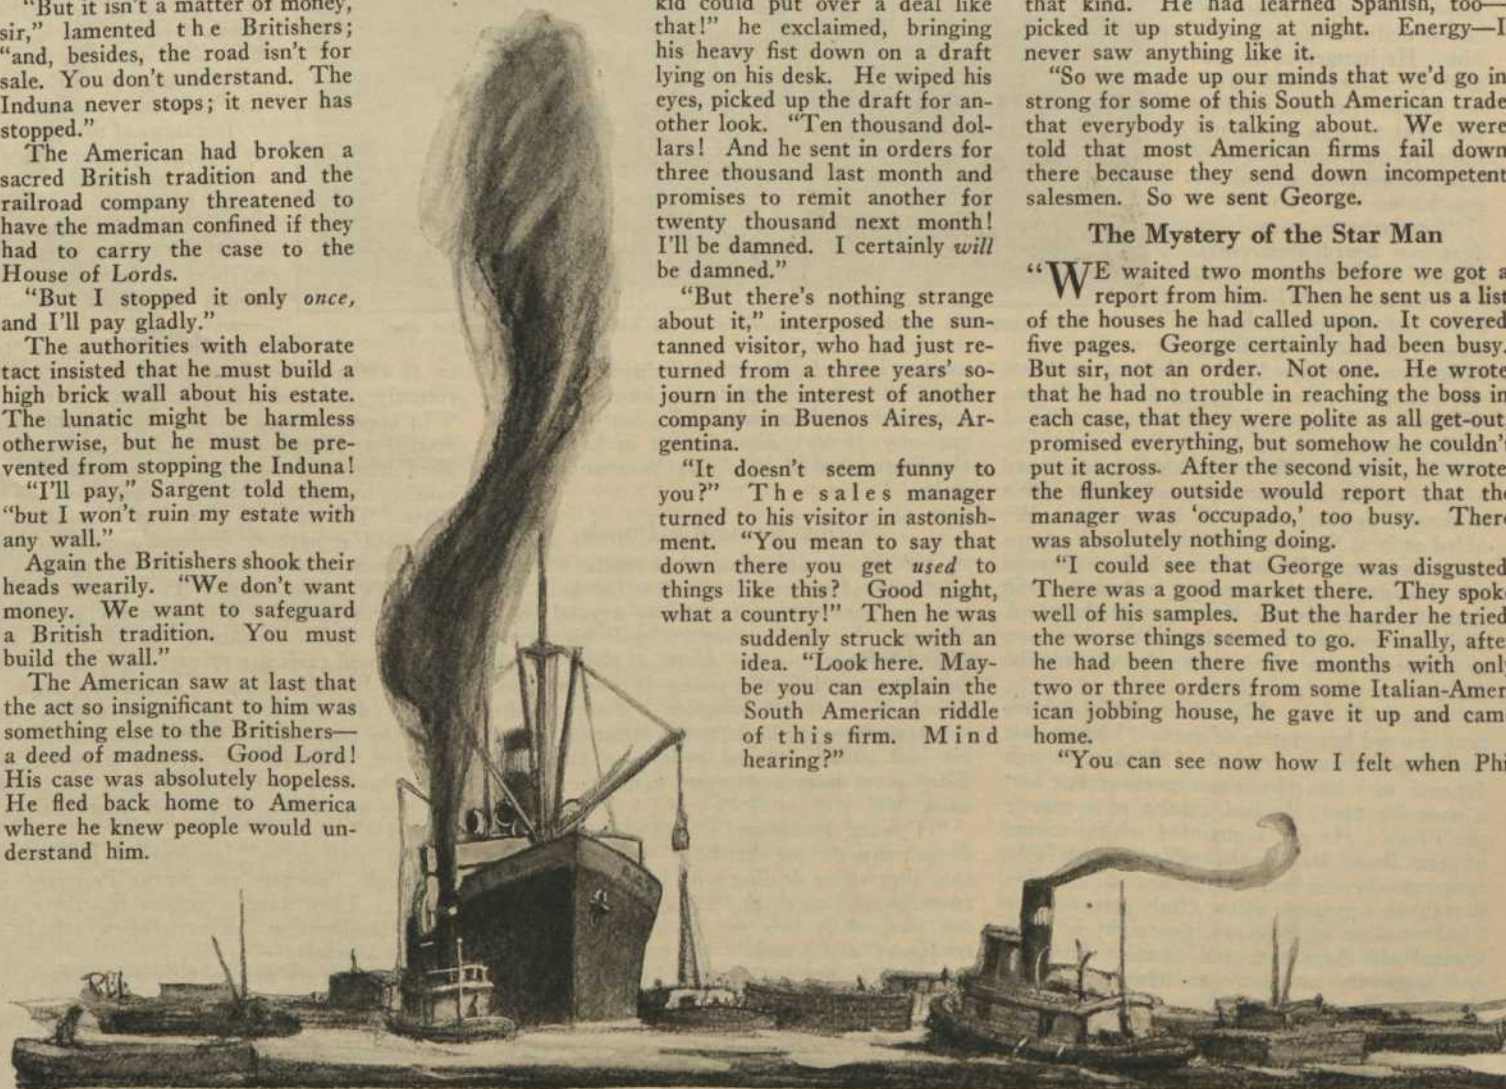 "But it isn't a matter of money,
sir," lamented the Britishers;
"and, besides, the road isn't for
sale. You don't understand. The
Induna never stops; it never has
stopped."
The American had broken a
sacred British tradition and the
railroad company threatened to
have the madman confined if they
had to carry the case to the
House of Lords.
"But I stopped it only once,
and I'll pay gladly."
The authorities with elaborate
tact insisted that he must build a
high brick wall about his estate.
The lunatic might be harmless
otherwise, but he must be pre-
vented from stopping the Induna!
"I'll pay," Sargent told them,
"but I won't ruin my estate with
any wall."
Again the Britishers shook their
heads wearily. "We don't want
money. We want to safeguard
a British tradition. You must
build the wall."
The American saw at last that
the act so insignificant to him was
something else to the Britishers—
a deed of madness. Good Lord!
His case was absolutely hopeless.
He fled back home to America
where he knew people would un-
derstand him.
kid could put over a deal like
that!" he exclaimed, bringing
his heavy fist down on a draft
lying on his desk. He wiped his
eyes, picked up the draft for an-
other look. "Ten thousand dol-
lars! And he sent in orders for
three thousand last month and
promises to remit another for
twenty thousand next month!
I'll be damned. I certainly will
be damned."
"But there's nothing strange
about it," interposed the sun-
tanned visitor, who had just re-
turned from a three years' so-
journ in the interest of another
company in Buenos Aires, Ar-
gentina.
"It doesn't seem funny to
you?" The sales manager
turned to his visitor in astonish-
ment. "You mean to say that
down there you get used to
things like this? Good night,
what a country!" Then he was
suddenly struck with an
idea. "Look here. May-
be you can explain the
South American riddle
of this firm. Mind
hearing?"
that kind. He had learned Spanish, too—
picked it up studying at night. Energy—I
never saw anything like it.
"So we made up our minds that we'd go in
strong for some of this South American trade
that everybody is talking about. We were
told that most American firms fail down
there because they send down incompetent
salesmen. So we sent George.
The Mystery of the Star Man
"WE waited two months before we got a
report from him. Then he sent us a list
of the houses he had called upon. It covered
five pages. George certainly had been busy.
But sir, not an order. Not one. He wrote
that he had no trouble in reaching the boss in
each case, that they were polite as all get-out
promised everything, but somehow he couldn't
put it across. After the second visit, he wrote
the flunkey outside would report that the
manager was 'occupado,' too busy. There
was absolutely nothing doing.
"I could see that George was disgusted
There was a good market there. They spoke
well of his samples. But the harder he tried
the worse things seemed to go. Finally, afte
he had been there five months with only
two or three orders from some Italian-Amer
ican jobbing house, he gave it up and cam
home.
"You can see now how I felt when Phi